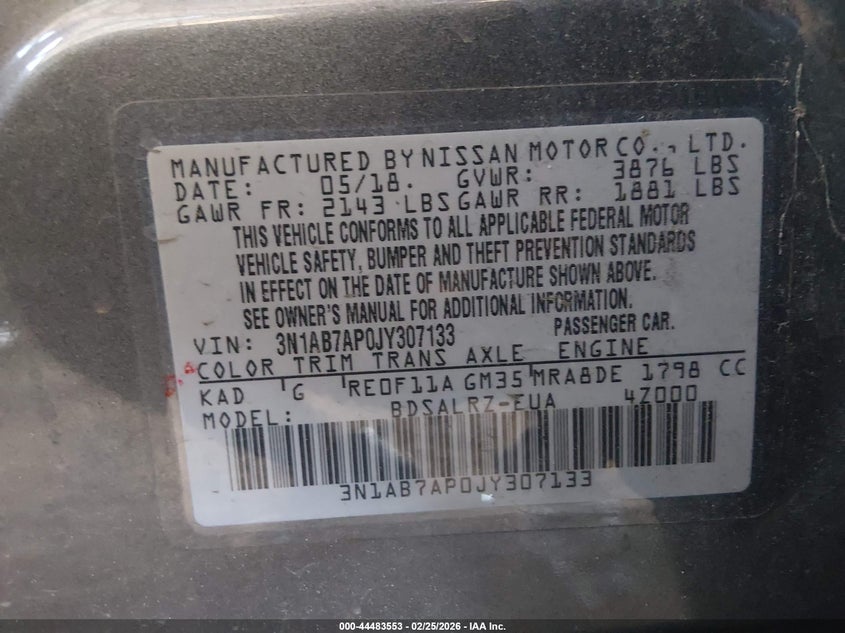 MANUFACTURED BY NISSAN MOTOR CO., LTD.
DATE: 05/18. GVWR: 3876 LBS
GAWR FR: 2143 LBS GAWR RR: 1881 LBS
THIS VEHICLE CONFORMS TO ALL APPLICABLE FEDERAL MOTOR
VEHICLE SAFETY, BUMPER AND THEFT PREVENTION STANDARDS
IN EFFECT ON THE DATE OF MANUFACTURE SHOWN ABOVE.
SEE OWNER'S MANUAL FOR ADDITIONAL INFORMATION.
VIN: 3N1AB7AP0JY307133 PASSENGER CAR.
COLOR TRIM TRANS AXLE ENGINE
KAD G RE0F11A GM35 MRA8DE 1798 CC
MODEL: BDSALRZ-EUA 4Z000
3N1AB7AP0JY307133
000-44483553 - 02/25/2026 - IAA Inc.